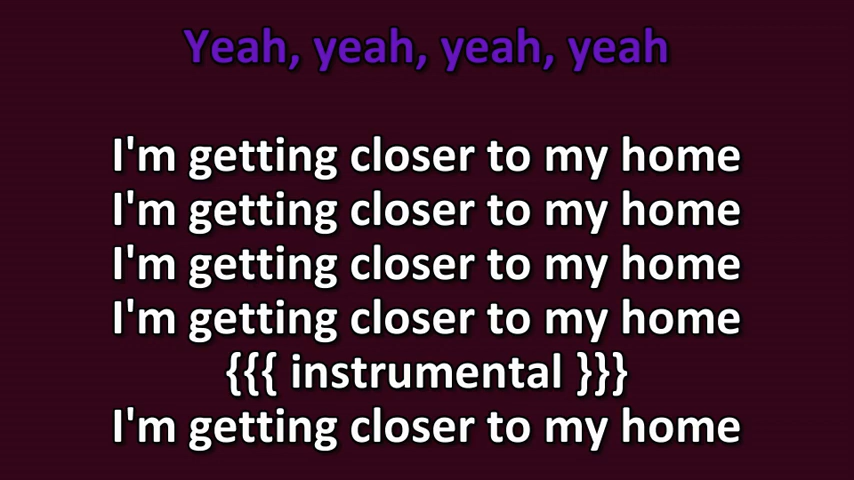 Yeah, yeah, yeah, yeah
I'm getting closer to my home
I'm getting closer to my home
I'm getting closer to my home
I'm getting closer to my home
{{{ instrumental }}}
I'm getting closer to my home